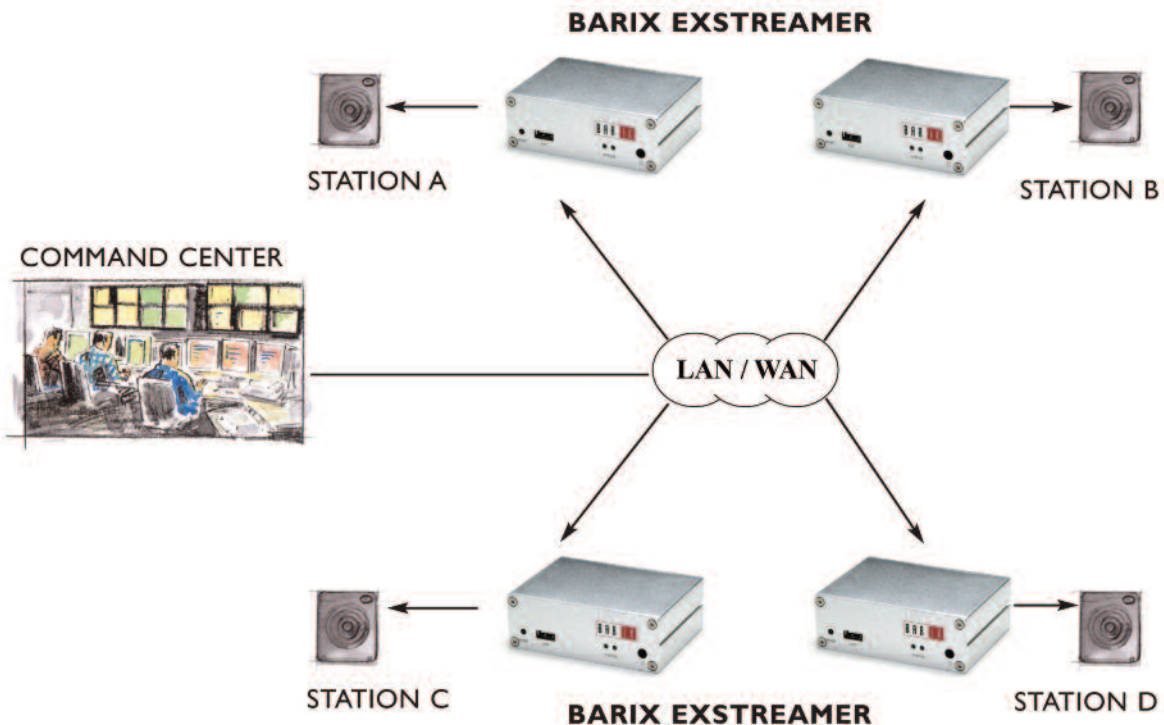 BARIX EXSTREAMER
STATION A
STATION B
COMMAND CENTER
LAN / WAN
STATION C
STATION D
BARIX EXSTREAMER